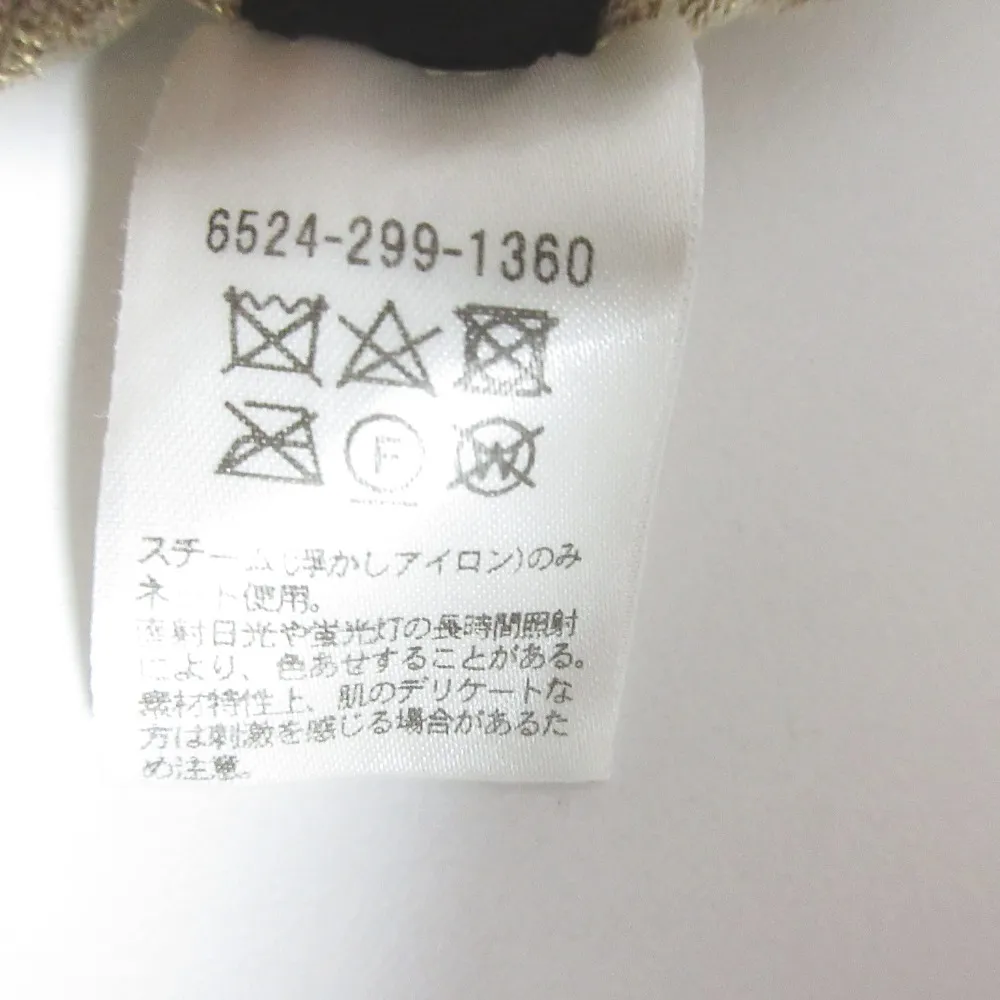 6524-299-1360
F
W
スチーム(浮かしアイロン)のみ
ネット使用。
直射日光や蛍光灯の長時間照射
により、色あせすることがある。
素材特性上、肌のデリケートな
方は刺激を感じる場合があるた
め注意。